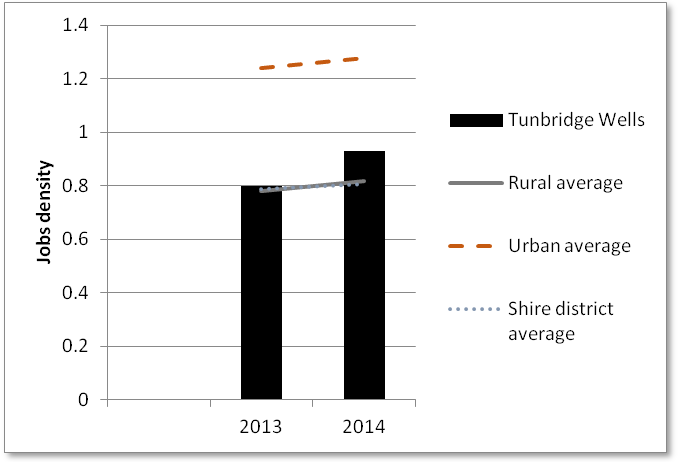 1.4
1.2
1
0.8
0.6
0.4
0.2
0
Jobs density
2013 2014
Tunbridge Wells
Rural average
Urban average
Shire district
average